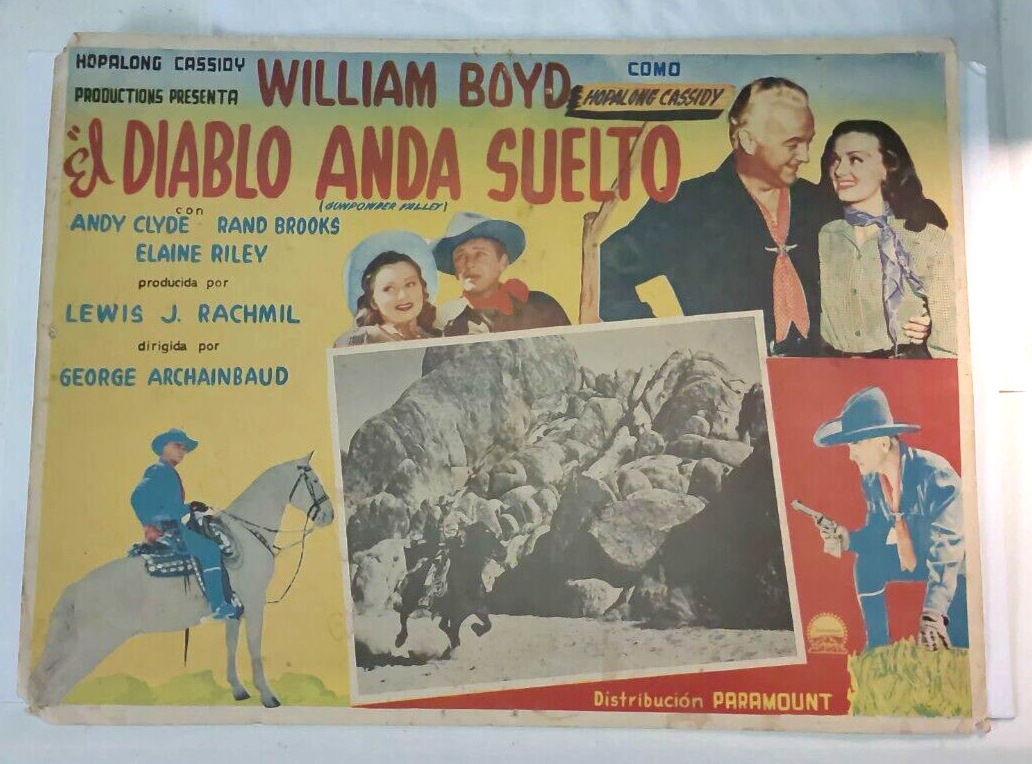 HOPALONG CASSIDY
PRODUCTIONS PRESENTA
WILLIAM BOYD
COMO
HOPALONG CASSIDY
"El DIABLO ANDA SUELTO
(GUNPOWDER VALLEY)
con
ANDY CLYDE RAND BROOKS
ELAINE RILEY
producida por
LEWIS J. RACHMIL
dirigida por
GEORGE ARCHAINBAUD
Distribución PARAMOUNT